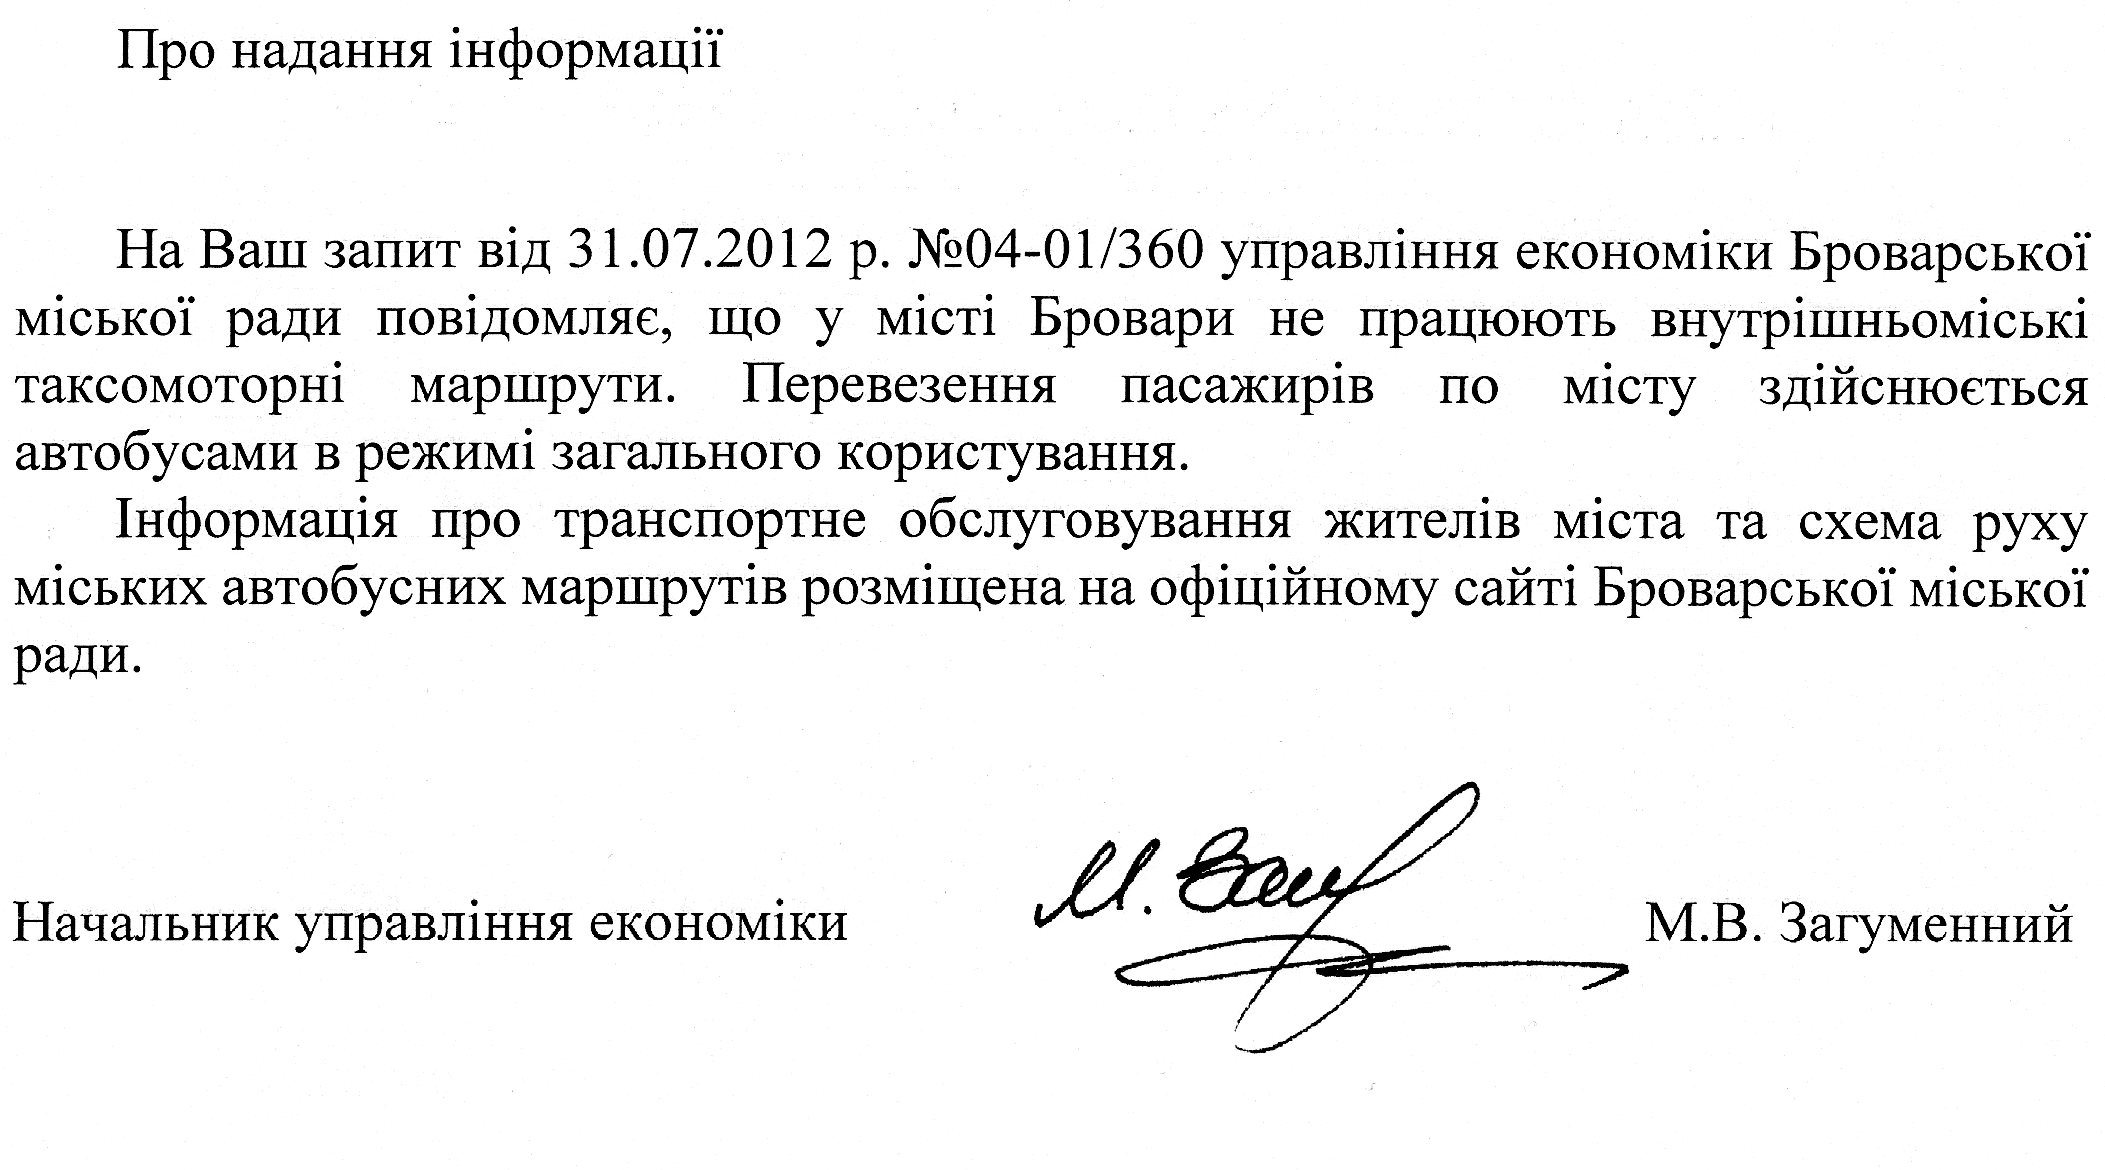 Про надання інформації
На Ваш запит від 31.07.2012 р. №04-01/360 управління економіки Броварської
міської ради повідомляє, що у місті Бровари не працюють внутрішньоміські
таксомоторні маршрути. Перевезення пасажирів по місту здійснюється
автобусами в режимі загального користування.
Інформація про транспортне обслуговування жителів міста та схема руху
міських автобусних маршрутів розміщена на офіційному сайті Броварської міської
ради.
Начальник управління економіки М. Заг М.В. Загуменний